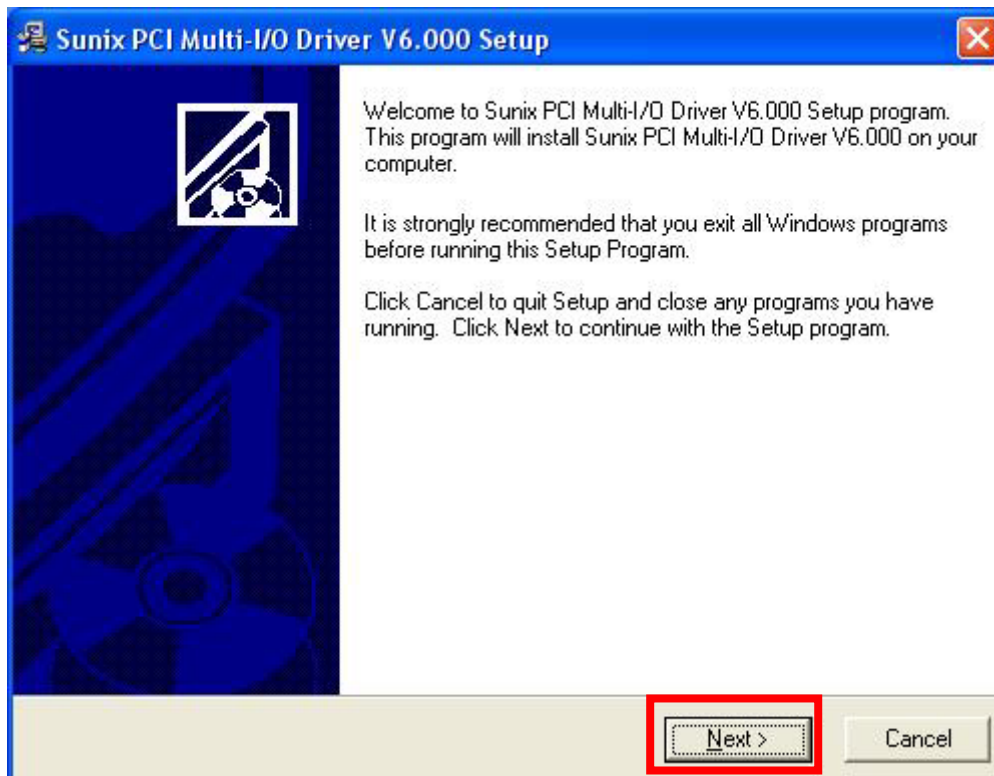 Sunix PCI Multi-I/O Driver V6.000 Setup
Welcome to Sunix PCI Multi-I/O Driver V6.000 Setup program.
This program will install Sunix PCI Multi-I/O Driver V6.000 on your
computer.
It is strongly recommended that you exit all Windows programs
before running this Setup Program.
Click Cancel to quit Setup and close any programs you have
running.  Click Next to continue with the Setup program.
Next >
Cancel